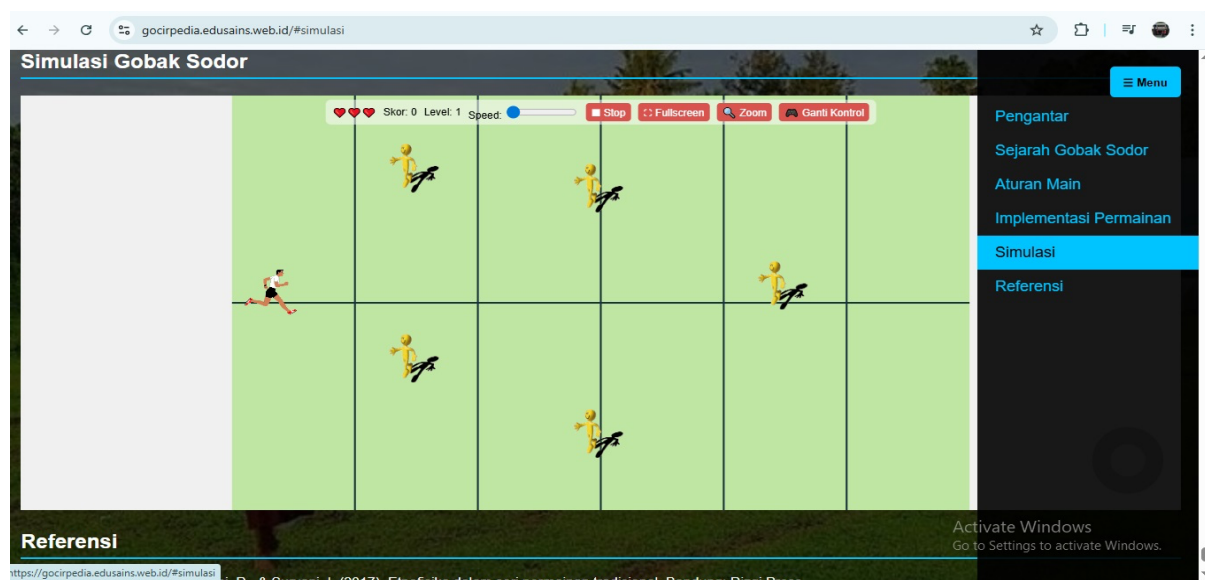 gocirpedia.edusains.web.id/#simulasi
Simulasi Gobak Sodor
☰ Menu
Skor: 0 Level: 1 Speed: Stop Fullscreen Zoom Ganti Kontrol
Pengantar
Sejarah Gobak Sodor
Aturan Main
Implementasi Permainan
Simulasi
Referensi
Activate Windows
Go to Settings to activate Windows.
Referensi
https://gocirpedia.edusains.web.id/#simulasi